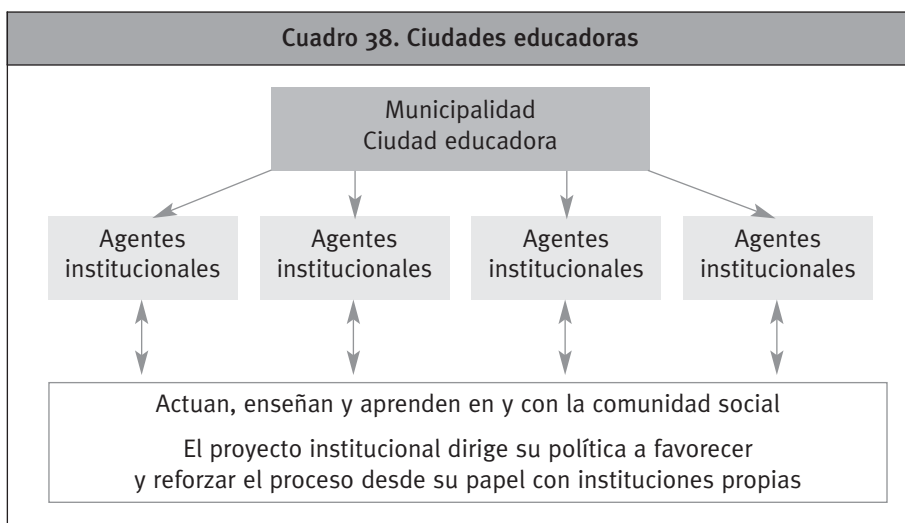 Cuadro 38. Ciudades educadoras
Municipalidad
Ciudad educadora
Agentes
institucionales
Agentes
institucionales
Agentes
institucionales
Agentes
institucionales
Actuan, enseñan y aprenden en y con la comunidad social
El proyecto institucional dirige su política a favorecer
y reforzar el proceso desde su papel con instituciones propias